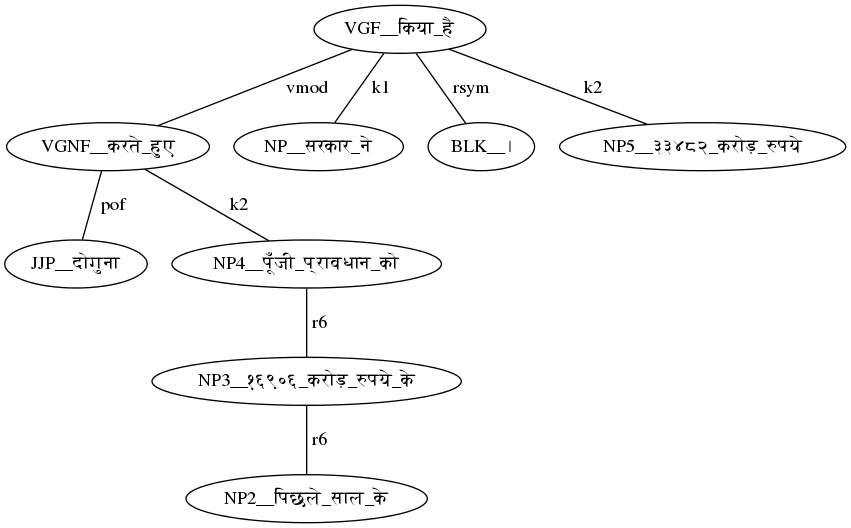 VGF__किया_है
vmod k1 rsym k2
VGNF__करते_हुए NP__सरकार_ने BLK__। NP5__३३४८२_करोड़_रुपये
pof k2
JJP__दोगुना NP4__पूँजी_प्रावधान_को
r6
NP3__१६९०६_करोड़_रुपये_के
r6
NP2__पिछले_साल_के